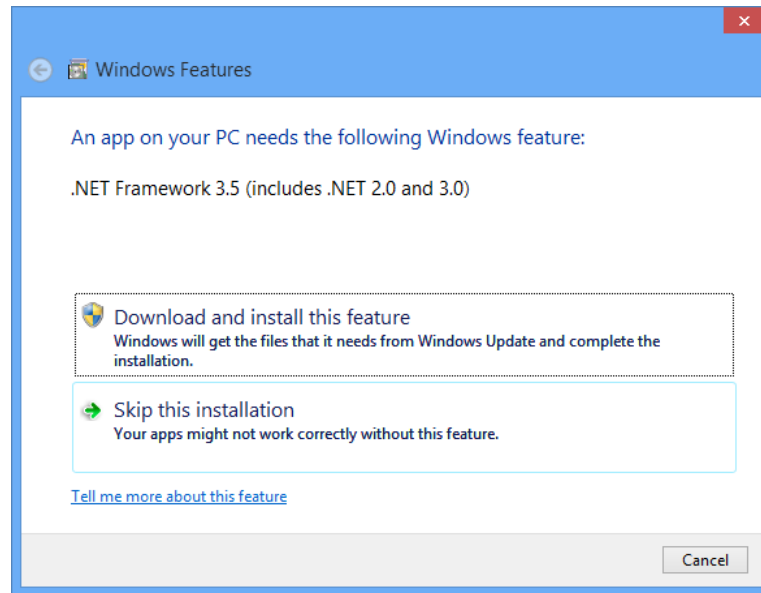 Windows Features
An app on your PC needs the following Windows feature:
.NET Framework 3.5 (includes .NET 2.0 and 3.0)
Download and install this feature
Windows will get the files that it needs from Windows Update and complete the
installation.
Skip this installation
Your apps might not work correctly without this feature.
Tell me more about this feature
Cancel